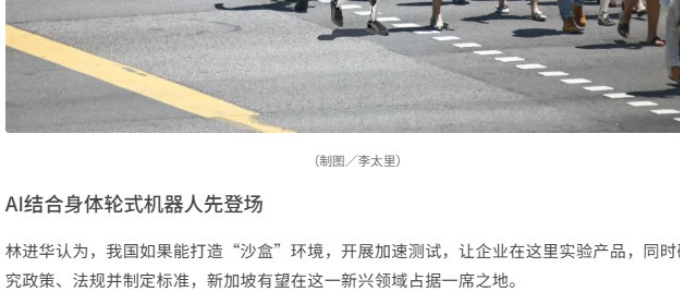 （制图／李太里）
AI结合身体轮式机器人先登场
林进华认为，我国如果能打造“沙盒”环境，开展加速测试，让企业在这里实验产品，同时
究政策、法规并制定标准，新加坡有望在这一新兴领域占据一席之地。